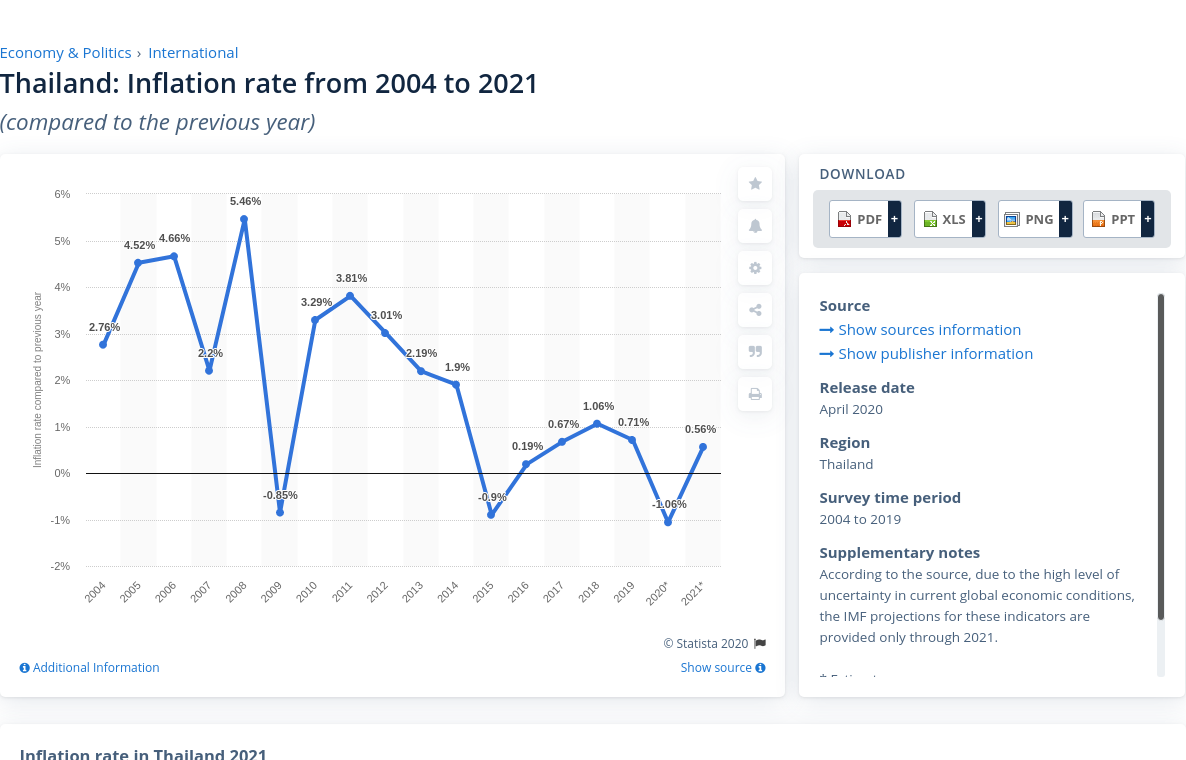 Economy & Politics › International
Thailand: Inflation rate from 2004 to 2021
(compared to the previous year)
6%
5%
4%
3%
2%
1%
0%
-1%
-2%
Inflation rate compared to previous year
2.76%
4.52%
4.66%
2.2%
5.46%
-0.85%
3.29%
3.81%
3.01%
2.19%
1.9%
-0.9%
0.19%
0.67%
1.06%
0.71%
-1.06%
0.56%
2004
2005
2006
2007
2008
2009
2010
2011
2012
2013
2014
2015
2016
2017
2018
2019
2020*
2021*
© Statista 2020
Additional Information
Show source
DOWNLOAD
PDF +
XLS +
PNG +
PPT +
Source
Show sources information
Show publisher information
Release date
April 2020
Region
Thailand
Survey time period
2004 to 2019
Supplementary notes
According to the source, due to the high level of
uncertainty in current global economic conditions,
the IMF projections for these indicators are
provided only through 2021.
Inflation rate in Thailand 2021